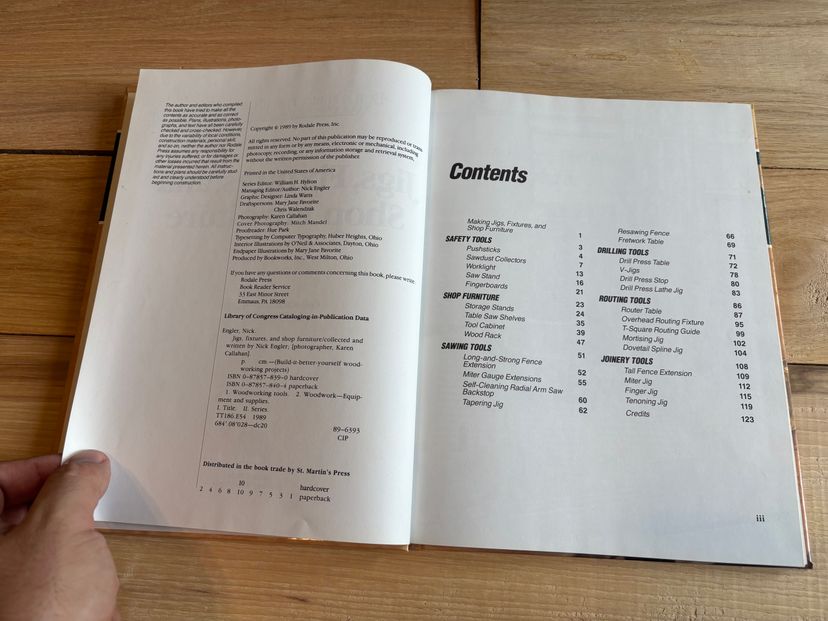 The author and editors who compiled
this book have tried to make all the
contents as accurate and as correct
as possible. Plans, illustrations, photo-
graphs, and text have all been carefully
checked and cross-checked. However,
due to the variability of local conditions,
construction materials, personal skill,
and so on, neither the author nor Rodale
Press assumes any responsibility for
any injuries suffered, or for damages or
other losses incurred that result from the
material presented herein. All instruc-
tions and plans should be carefully stud-
ied and clearly understood before
beginning construction.
Copyright © 1989 by Rodale Press, Inc.
All rights reserved. No part of this publication may be reproduced or trans-
mitted in any form or by any means, electronic or mechanical, including
photocopy, recording, or any information storage and retrieval system,
without the written permission of the publisher.
Printed in the United States of America
Series Editor: William H. Hylton
Managing Editor/Author: Nick Engler
Graphic Designer: Linda Watts
Draftspersons: Mary Jane Favorite
Chris Walendzak
Photography: Karen Callahan
Cover Photography: Mitch Mandel
Proofreader: Hue Park
Typesetting by Computer Typography, Huber Heights, Ohio
Interior Illustrations by O'Neil & Associates, Dayton, Ohio
Endpaper Illustrations by Mary Jane Favorite
Produced by Bookworks, Inc., West Milton, Ohio
If you have any questions or comments concerning this book, please write:
Rodale Press
Book Reader Service
33 East Minor Street
Emmaus, PA 18098
Library of Congress Cataloging-in-Publication Data
Engler, Nick.
Jigs, fixtures, and shop furniture/collected and
written by Nick Engler; [photographer, Karen
Callahan].
p. cm.—(Build-it-better-yourself wood-
working projects)
ISBN 0-87857-839-0 hardcover
ISBN 0-87857-840-4 paperback
1. Woodworking tools. 2. Woodwork—Equip-
ment and supplies.
I. Title. II. Series
TT186.E54 1989
684'.08'028—dc20
89-6393
CIP
Distributed in the book trade by St. Martin's Press
10 hardcover
2 4 6 8 10 9 7 5 3 1 paperback
Contents
Making Jigs, Fixtures, and
Shop Furniture 1
SAFETY TOOLS 3
Pushsticks 4
Sawdust Collectors 7
Worklight 13
Saw Stand 16
Fingerboards 21
SHOP FURNITURE 23
Storage Stands 24
Table Saw Shelves 35
Tool Cabinet 39
Wood Rack 47
SAWING TOOLS 51
Long-and-Strong Fence
Extension 52
Miter Gauge Extensions 55
Self-Cleaning Radial Arm Saw
Backstop 60
Tapering Jig 62
Resawing Fence 66
Fretwork Table 69
DRILLING TOOLS 71
Drill Press Table 72
V-Jigs 78
Drill Press Stop 80
Drill Press Lathe Jig 83
ROUTING TOOLS 86
Router Table 87
Overhead Routing Fixture 95
T-Square Routing Guide 99
Mortising Jig 102
Dovetail Spline Jig 104
JOINERY TOOLS 108
Tail Fence Extension 109
Miter Jig 112
Finger Jig 115
Tenoning Jig 119
Credits 123
iii